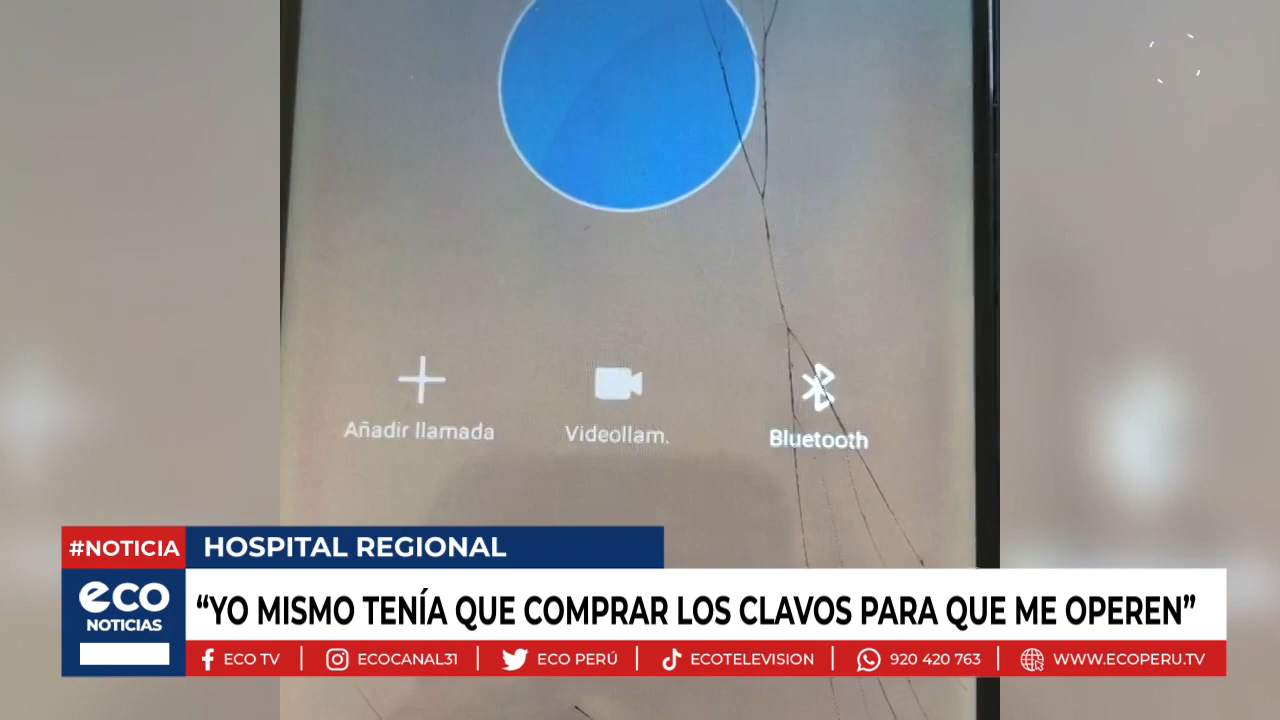 Añadir llamada
Videollam.
Bluetooth
#NOTICIA
HOSPITAL REGIONAL
eco
NOTICIAS
“YO MISMO TENÍA QUE COMPRAR LOS CLAVOS PARA QUE ME OPEREN”
ECO TV
ECOCANAL31
ECO PERÚ
ECOTELEVISION
920 420 763
WWW.ECOPERU.TV